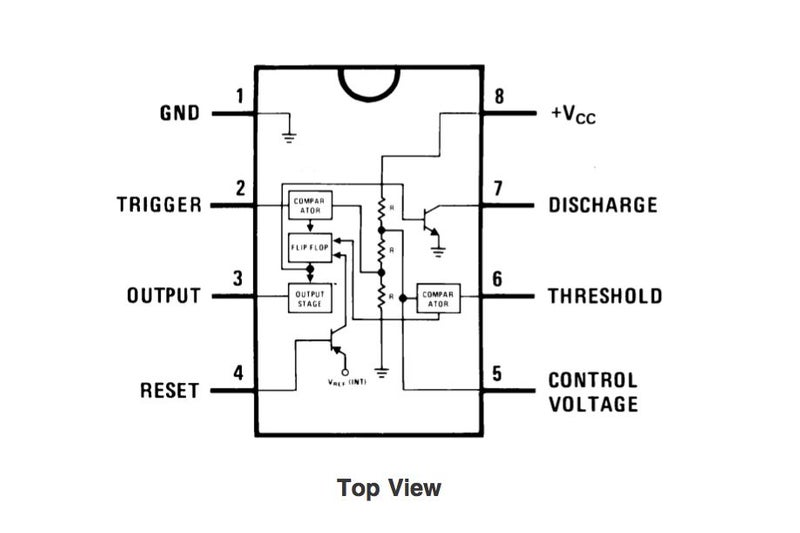 1
GND
8
+VCC
2
TRIGGER
7
DISCHARGE
COMPAR
ATOR
R
FLIP FLOP
R
3
OUTPUT
OUTPUT
STAGE
R
COMPAR
ATOR
6
THRESHOLD
4
RESET
VREF (INT)
5
CONTROL
VOLTAGE
Top View